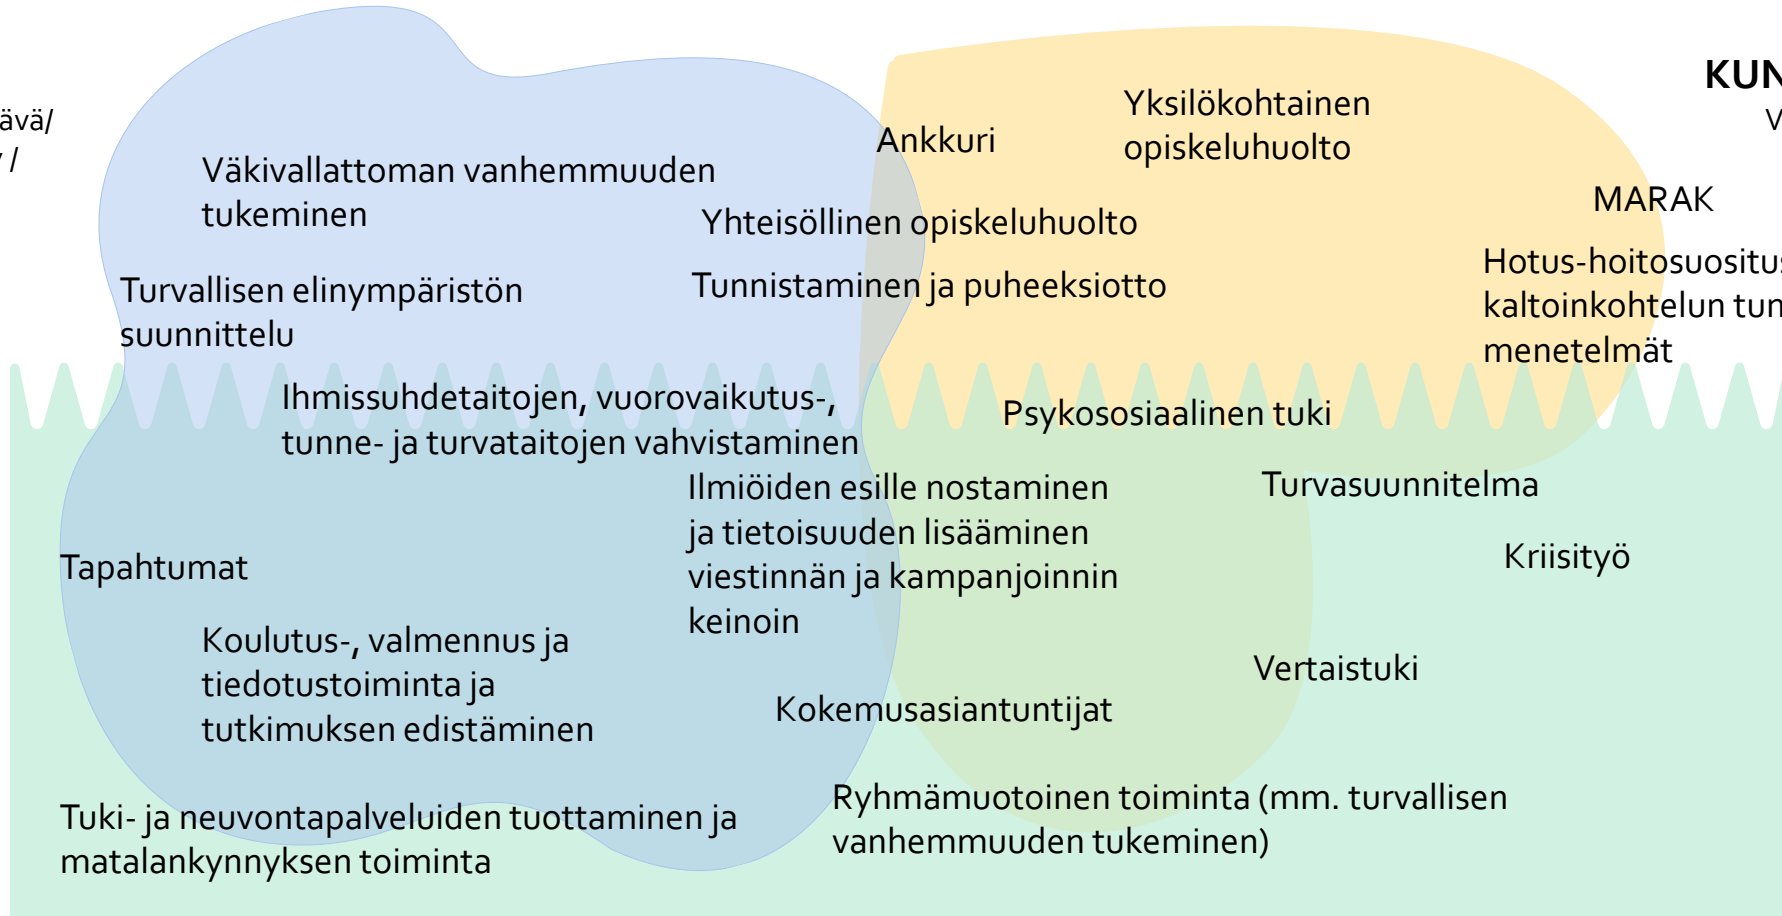 ävä/
Väkivallattoman vanhemmuuden
tukeminen
Turvallisen elinympäristön
suunnittelu
Ankkuri
Yksilökohtainen
opiskeluhuolto
Yhteisöllinen opiskeluhuolto
Tunnistaminen ja puheeksiotto
KUN
V
MARAK
Hotus-hoitosuositus
kaltoinkohtelun tun
menetelmät
Ihmissuhdetaitojen, vuorovaikutus-,
tunne- ja turvataitojen vahvistaminen
Psykososiaalinen tuki
Ilmiöiden esille nostaminen
ja tietoisuuden lisääminen
viestinnän ja kampanjoinnin
keinoin
Turvasuunnitelma
Kriisityö
Tapahtumat
Koulutus-, valmennus ja
tiedotustoiminta ja
tutkimuksen edistäminen
Vertaistuki
Kokemusasiantuntijat
Tuki- ja neuvontapalveluiden tuottaminen ja
matalankynnyksen toiminta
Ryhmämuotoinen toiminta (mm. turvallisen
vanhemmuuden tukeminen)